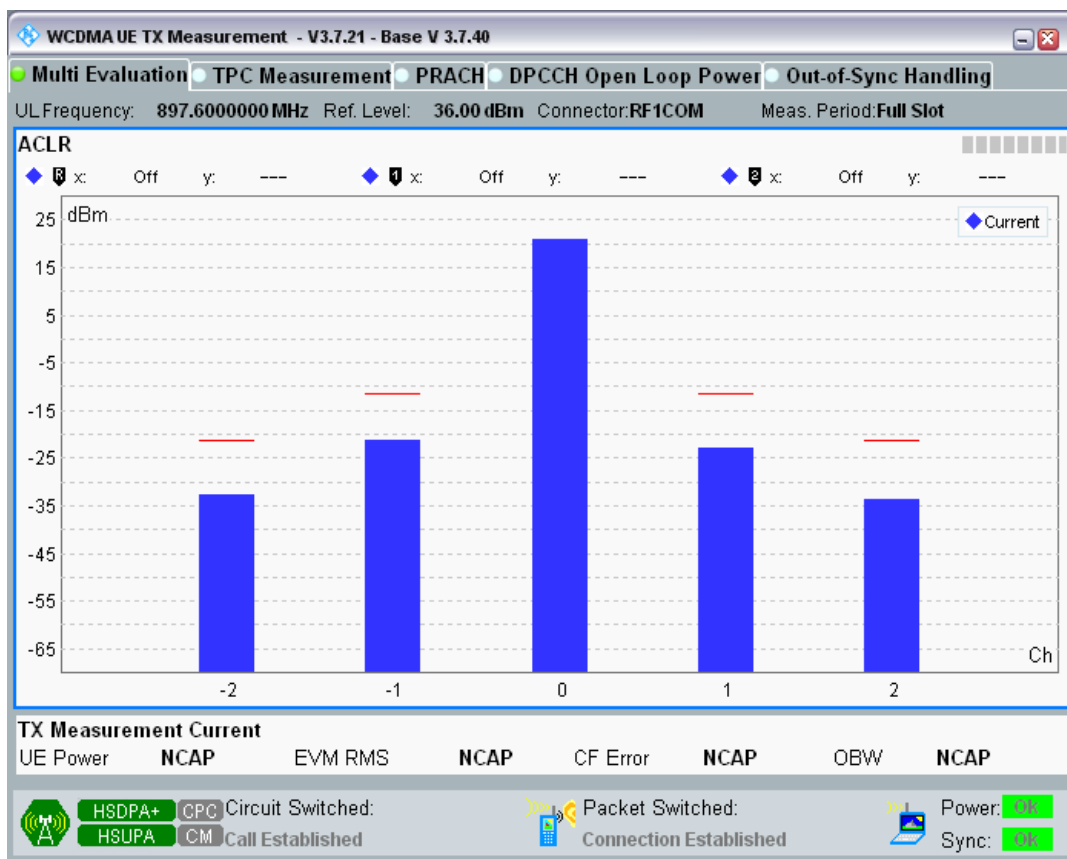 WCDMA UE TX Measurement - V3.7.21 - Base V 3.7.40
Multi Evaluation TPC Measurement PRACH DPCCH Open Loop Power Out-of-Sync Handling
UL Frequency: 897.6000000 MHz Ref. Level: 36.00 dBm Connector:RF1COM Meas. Period:Full Slot
ACLR
R x: Off y: --- 1 x: Off y: --- 2 x: Off y: ---
dBm
Current
25
15
5
-5
-15
-25
-35
-45
-55
-65
Ch
-2 -1 0 1 2
TX Measurement Current
UE Power NCAP EVM RMS NCAP CF Error NCAP OBW NCAP
HSDPA+ CPC Circuit Switched: Packet Switched: Power: Ok
HSUPA CM Call Established Connection Established Sync: Ok